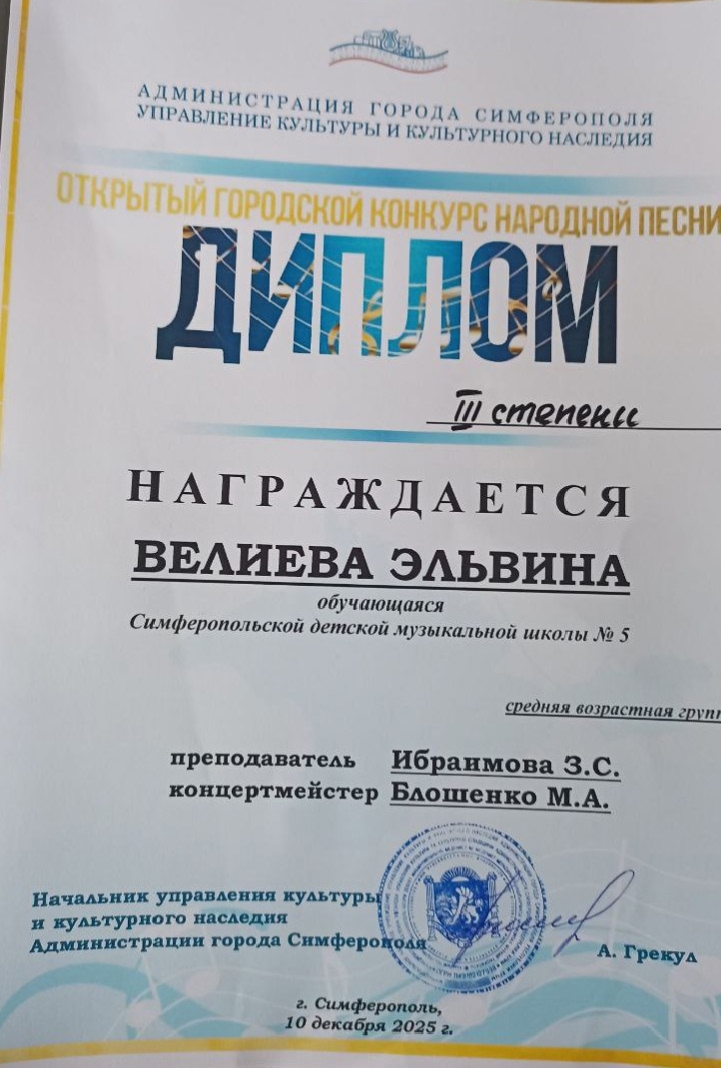 АДМИНИСТРАЦИЯ ГОРОДА СИМФЕРОПОЛЯ
УПРАВЛЕНИЕ КУЛЬТУРЫ И КУЛЬТУРНОГО НАСЛЕДИЯ
ОТКРЫТЫЙ ГОРОДСКОЙ КОНКУРС НАРОДНОЙ ПЕСНИ
ДИПЛОМ
III степени
НАГРАЖДАЕТСЯ
ВЕЛИЕВА ЭЛЬВИНА
обучающаяся
Симферопольской детской музыкальной школы № 5
средняя возрастная груп
преподаватель Ибраимова З.С.
концертмейстер Блошенко М.А.
Начальник управления культуры
и культурного наследия
Администрации города Симферополя
А. Грекул
г. Симферополь,
10 декабря 2025 г.